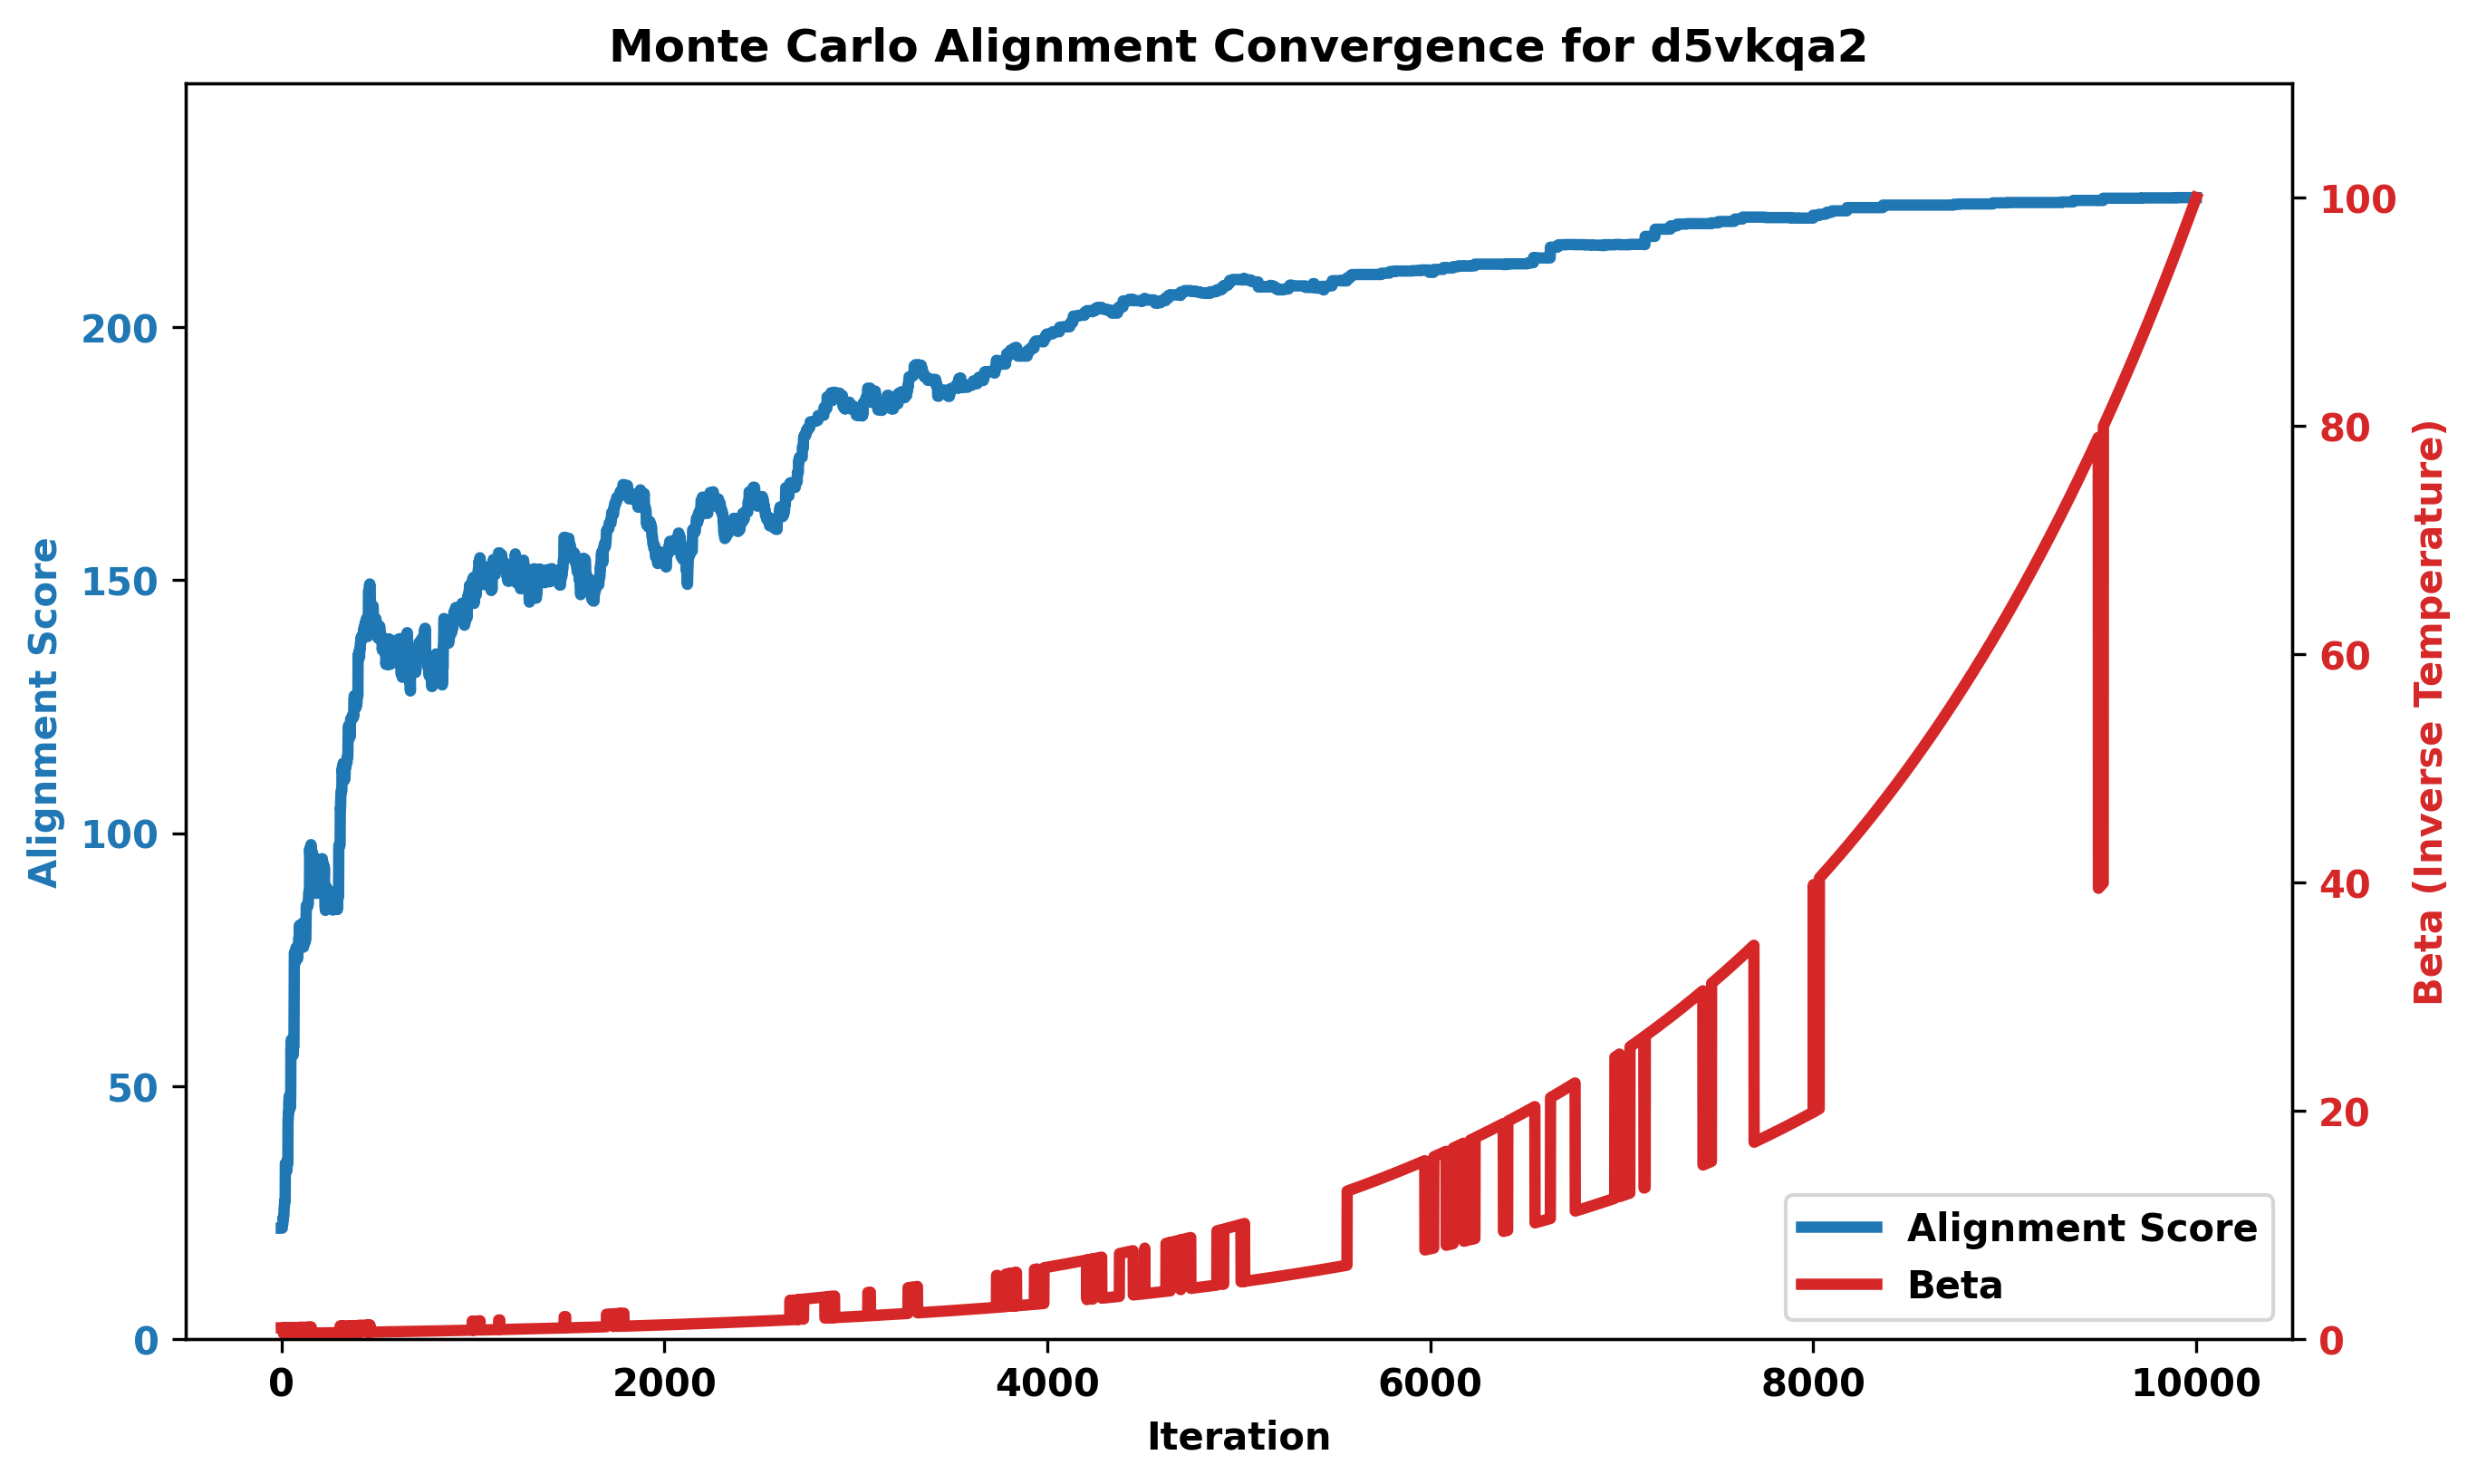 Monte Carlo Alignment Convergence for d5vkqa2
Alignment Score
200
150
100
50
0
0 2000 4000 6000 8000 10000
Iteration
100
80
60
40
20
0
Beta (Inverse Temperature)
Alignment Score
Beta